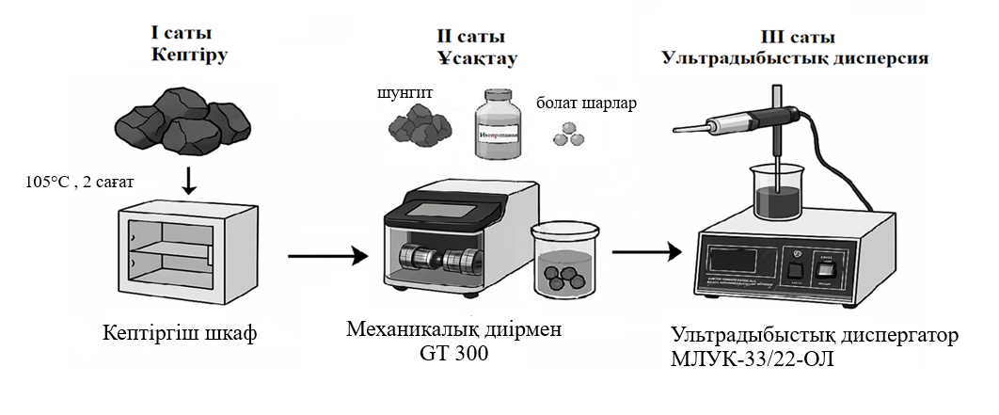 I саты
Кептіру
II саты
Ұсақтау
III саты
Ультрадыбыстық дисперсия
шунгит
болат шарлар
Изопропанол
105°C , 2 сағат
Кептіргіш шкаф
Механикалық диірмен
GT 300
Ультрадыбыстық диспергатор
МЛУК-33/22-ОЛ